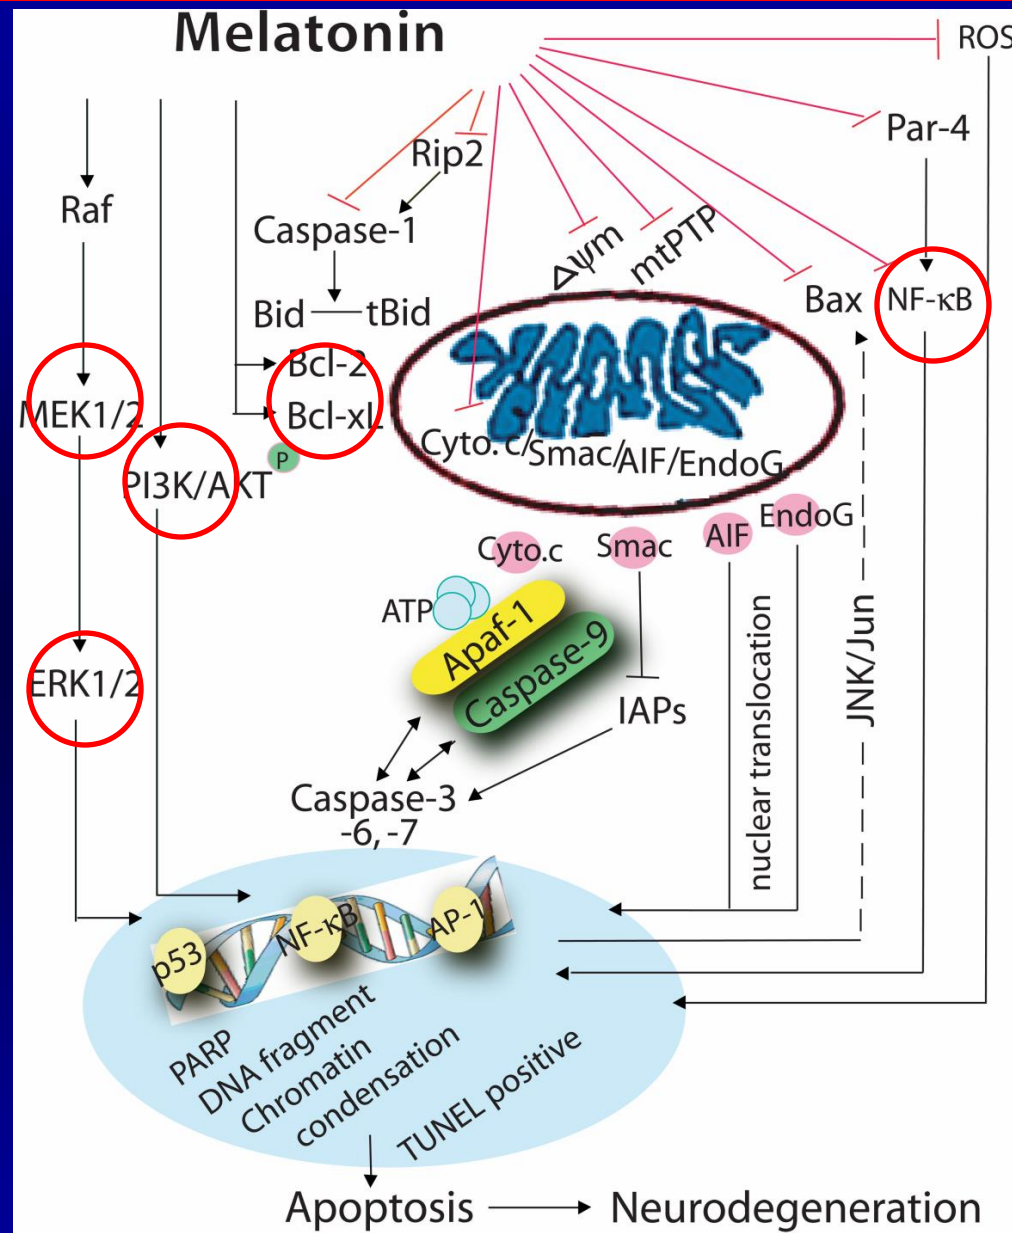 Melatonin
ROS
Par-4
Rip2
Raf
Caspase-1
Δψm
mtPTP
Bid
tBid
Bax
NF-κB
Bcl-2
MEK1/2
Bcl-xL
Cyto. c/Smac/AIF/EndoG
P
PI3K/AKT
Cyto.c
Smac
AIF
EndoG
ATP
Apaf-1
Caspase-9
nuclear translocation
JNK/Jun
ERK1/2
IAPs
Caspase-3
-6, -7
p53
NF-κB
AP-1
PARP
DNA fragment
Chromatin
condensation
TUNEL positive
Apoptosis
Neurodegeneration